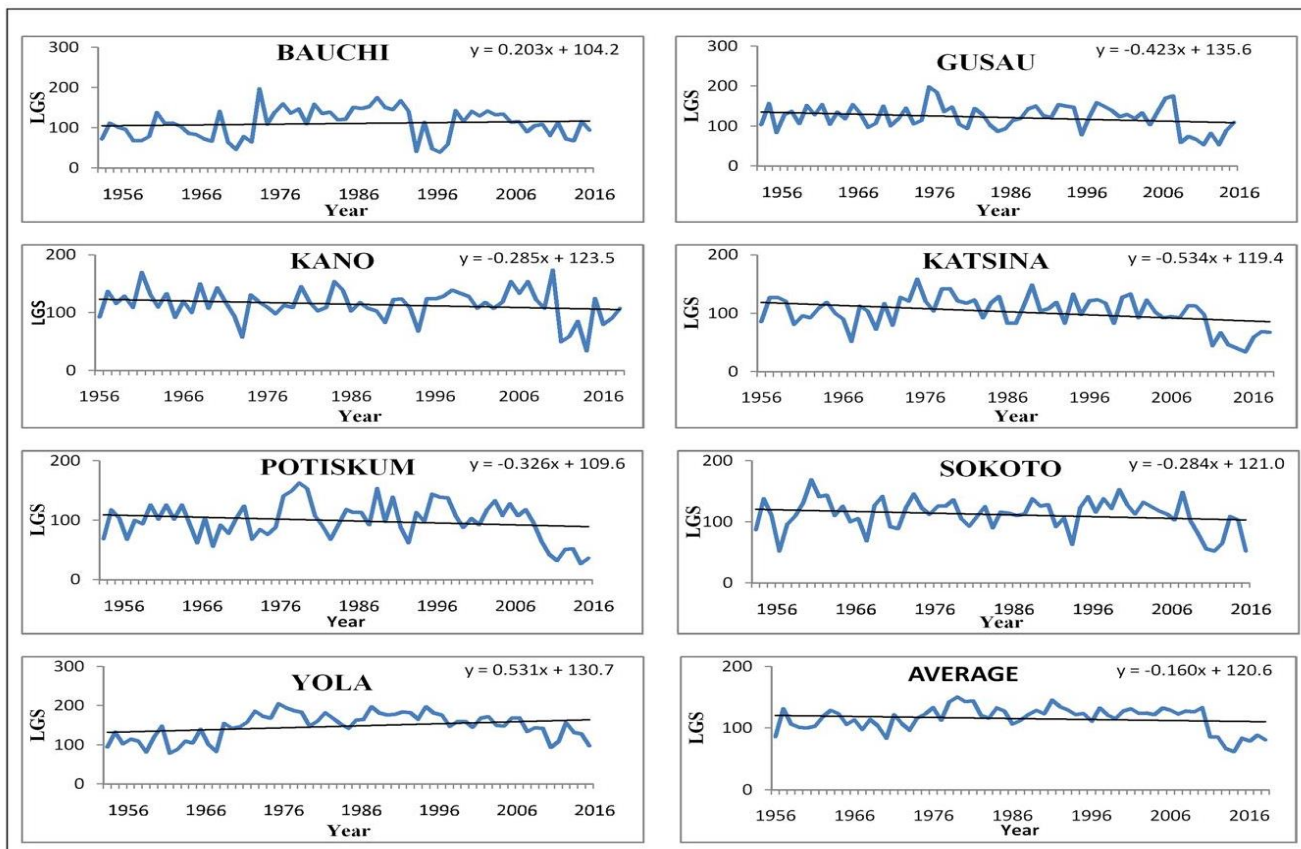 BAUCHI
y = 0.203x + 104.2
300
200
100
0
LGS
1956 1966 1976 1986 1996 2006 2016
Year
GUSAU
y = -0.423x + 135.6
300
200
100
0
LGS
1956 1966 1976 1986 1996 2006 2016
Year
KANO
y = -0.285x + 123.5
200
100
0
LGS
1956 1966 1976 1986 1996 2006 2016
Year
KATSINA
y = -0.534x + 119.4
200
100
0
LGS
1956 1966 1976 1986 1996 2006 2016
Year
POTISKUM
y = -0.326x + 109.6
200
100
0
LGS
1956 1966 1976 1986 1996 2006 2016
Year
SOKOTO
y = -0.284x + 121.0
200
100
0
LGS
1956 1966 1976 1986 1996 2006 2016
Year
YOLA
y = 0.531x + 130.7
300
200
100
0
LGS
1956 1966 1976 1986 1996 2006 2016
Year
AVERAGE
y = -0.160x + 120.6
200
100
0
LGS
1956 1966 1976 1986 1996 2006 2016
Year